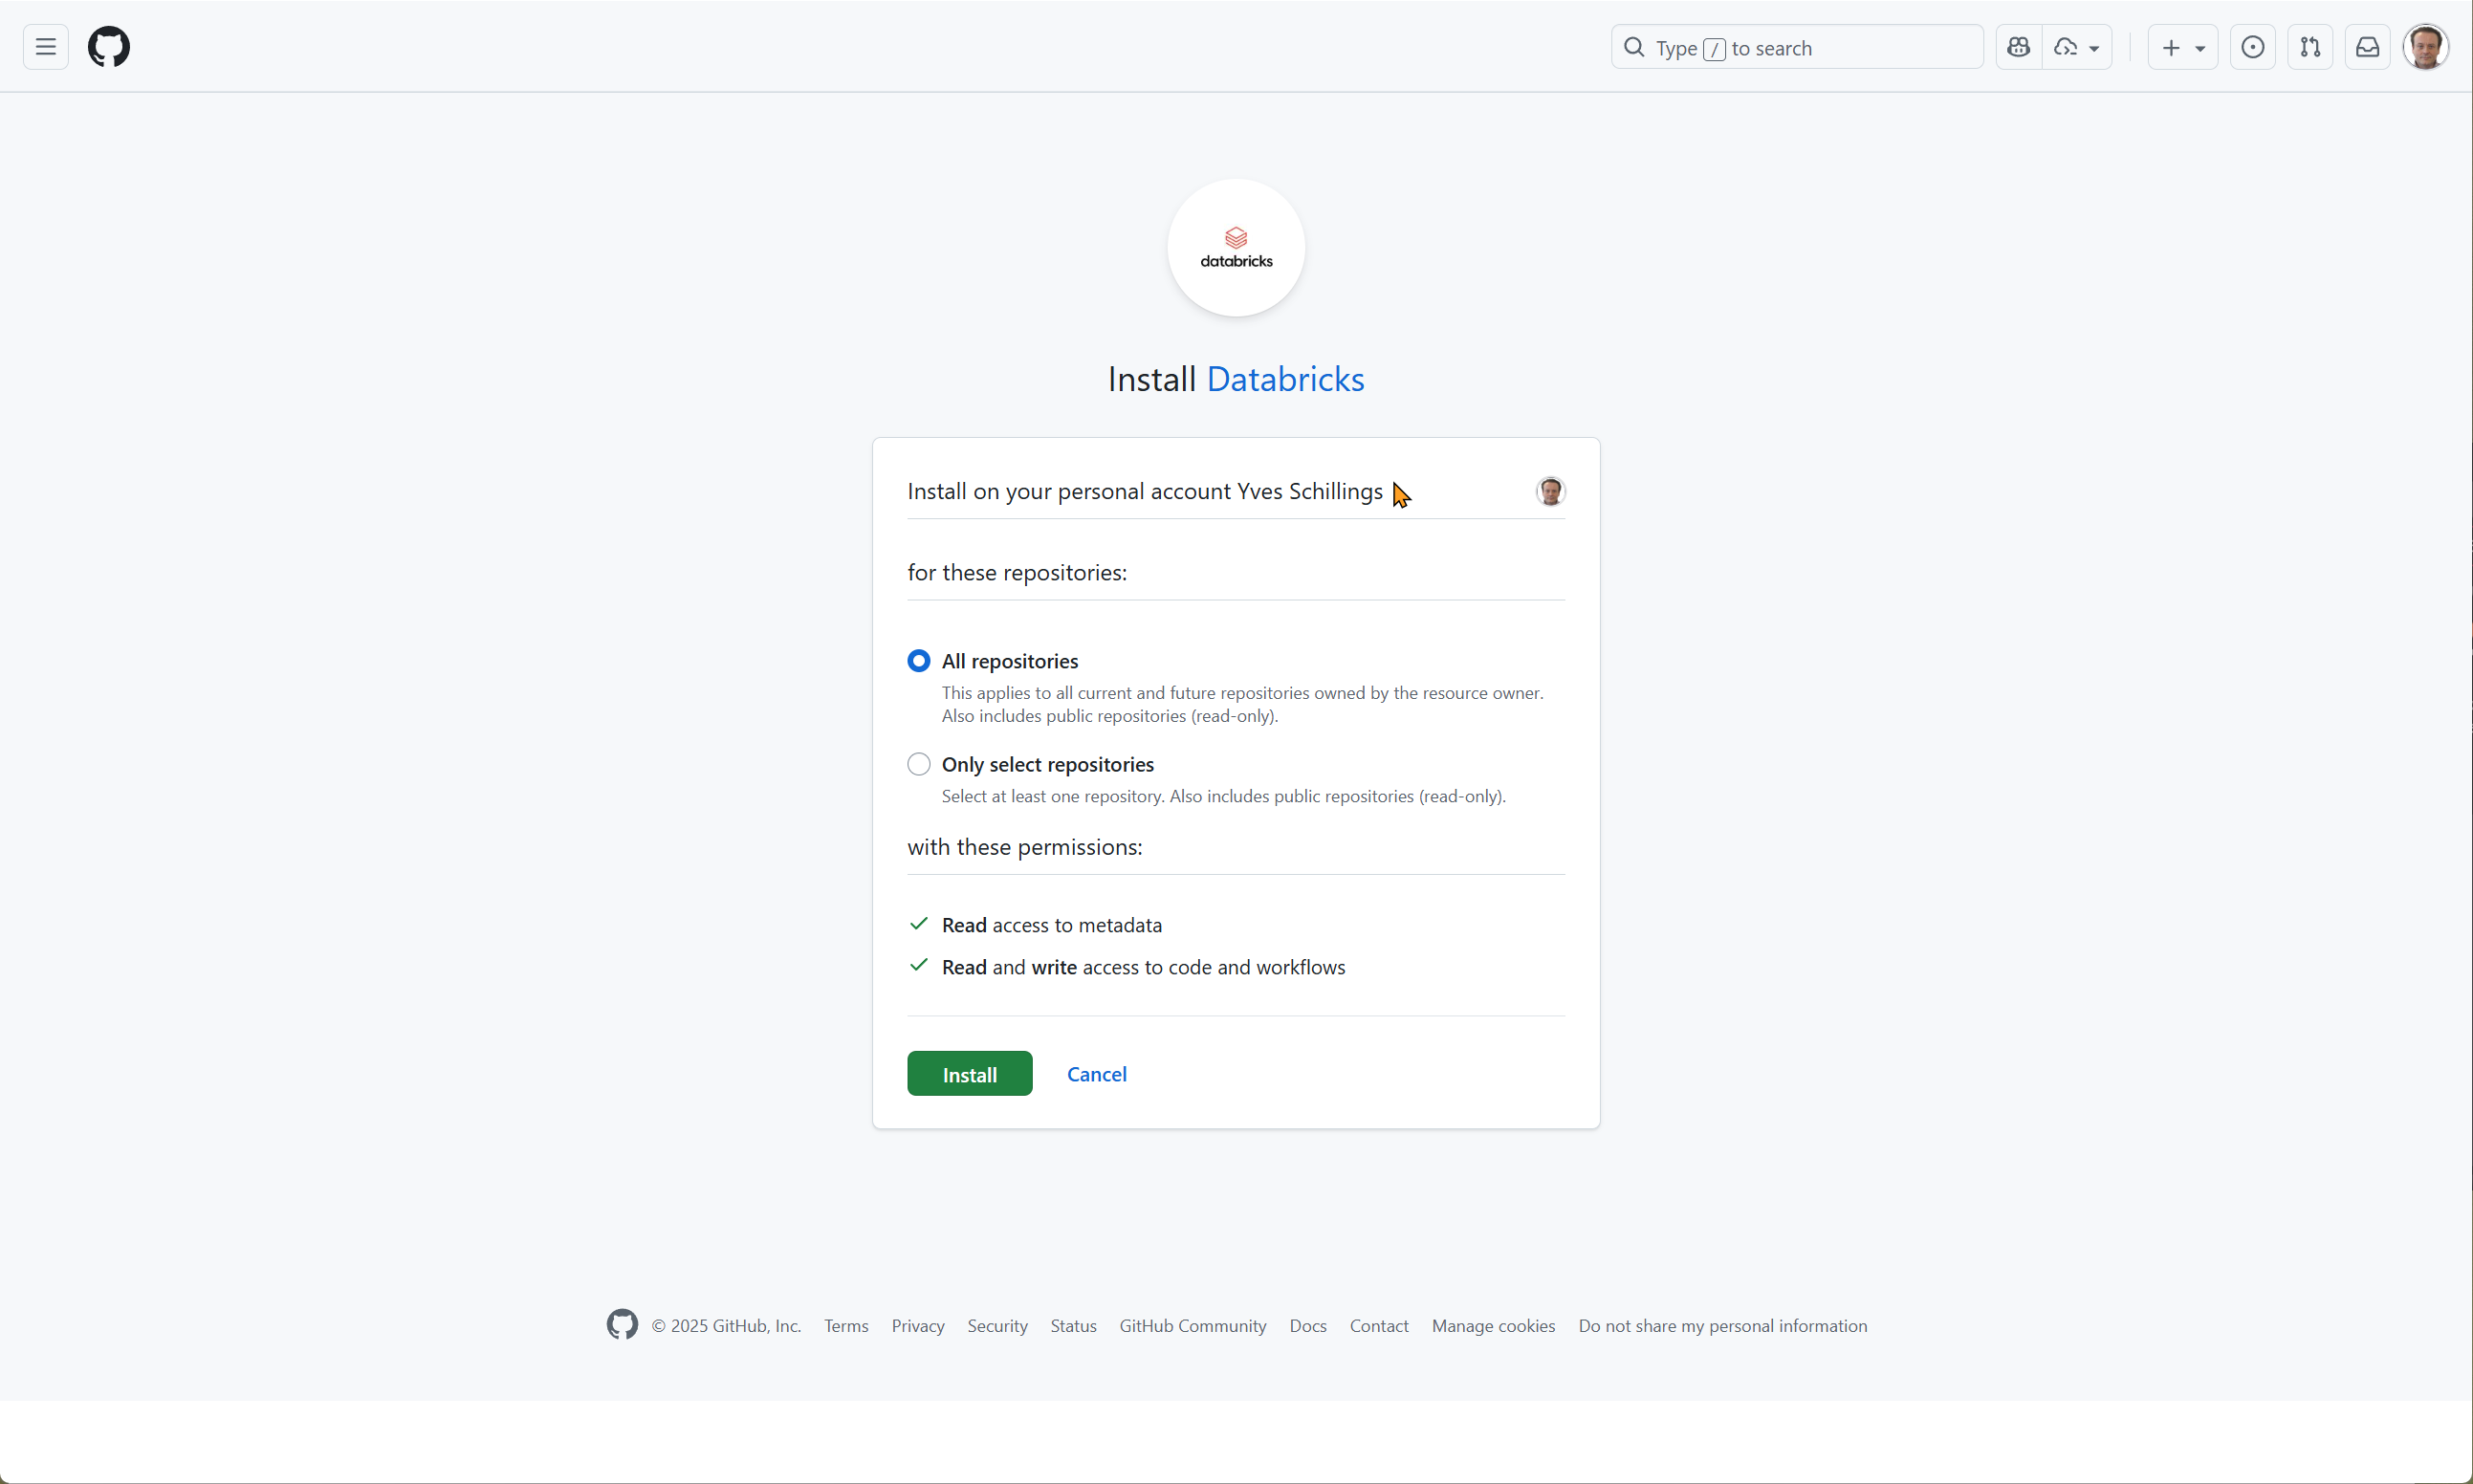 Type / to search
databricks
Install Databricks
Install on your personal account Yves Schillings
for these repositories:
All repositories
This applies to all current and future repositories owned by the resource owner.
Also includes public repositories (read-only).
Only select repositories
Select at least one repository. Also includes public repositories (read-only).
with these permissions:
Read access to metadata
Read and write access to code and workflows
Install Cancel
© 2025 GitHub, Inc. Terms Privacy Security Status GitHub Community Docs Contact Manage cookies Do not share my personal information